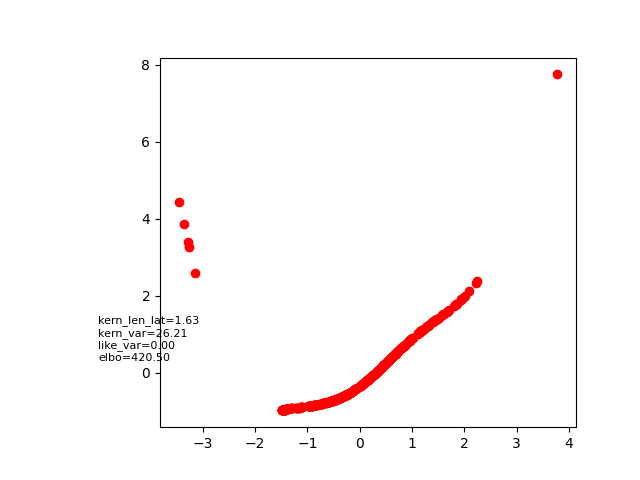 8
6
4
2
0
kern_len_lat=1.63
kern_var=26.21
like_var=0.00
elbo=420.50
−3 −2 −1 0 1 2 3 4